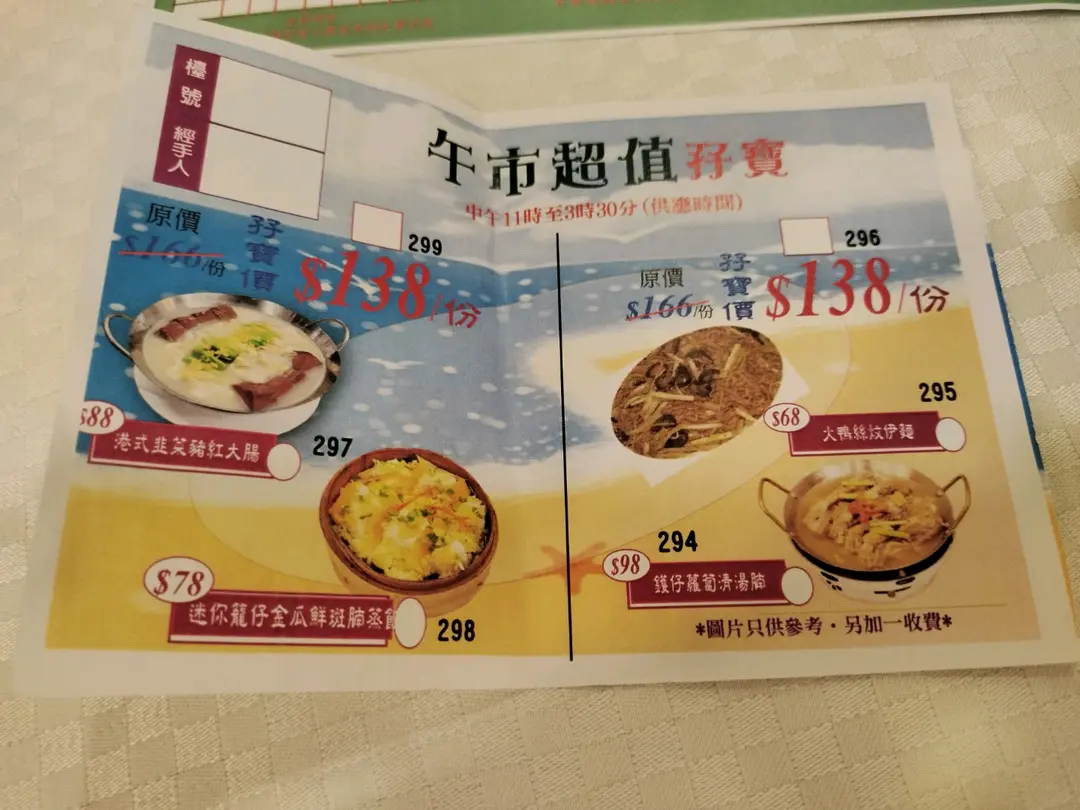 檯號
經手人
午市超值孖寶
中午11時至3時30分(供應時間)
原價
$166/份
孖寶價
299
$138/份
$88
港式韭菜豬紅大腸
297
$78
迷你籠仔金瓜鮮斑腩蒸飯
298
296
原價
$166/份
孖寶價
$138/份
295
$68
火鴨絲炆伊麵
294
$98
鑊仔蘿蔔清湯腩
*圖片只供參考·另加一收費*